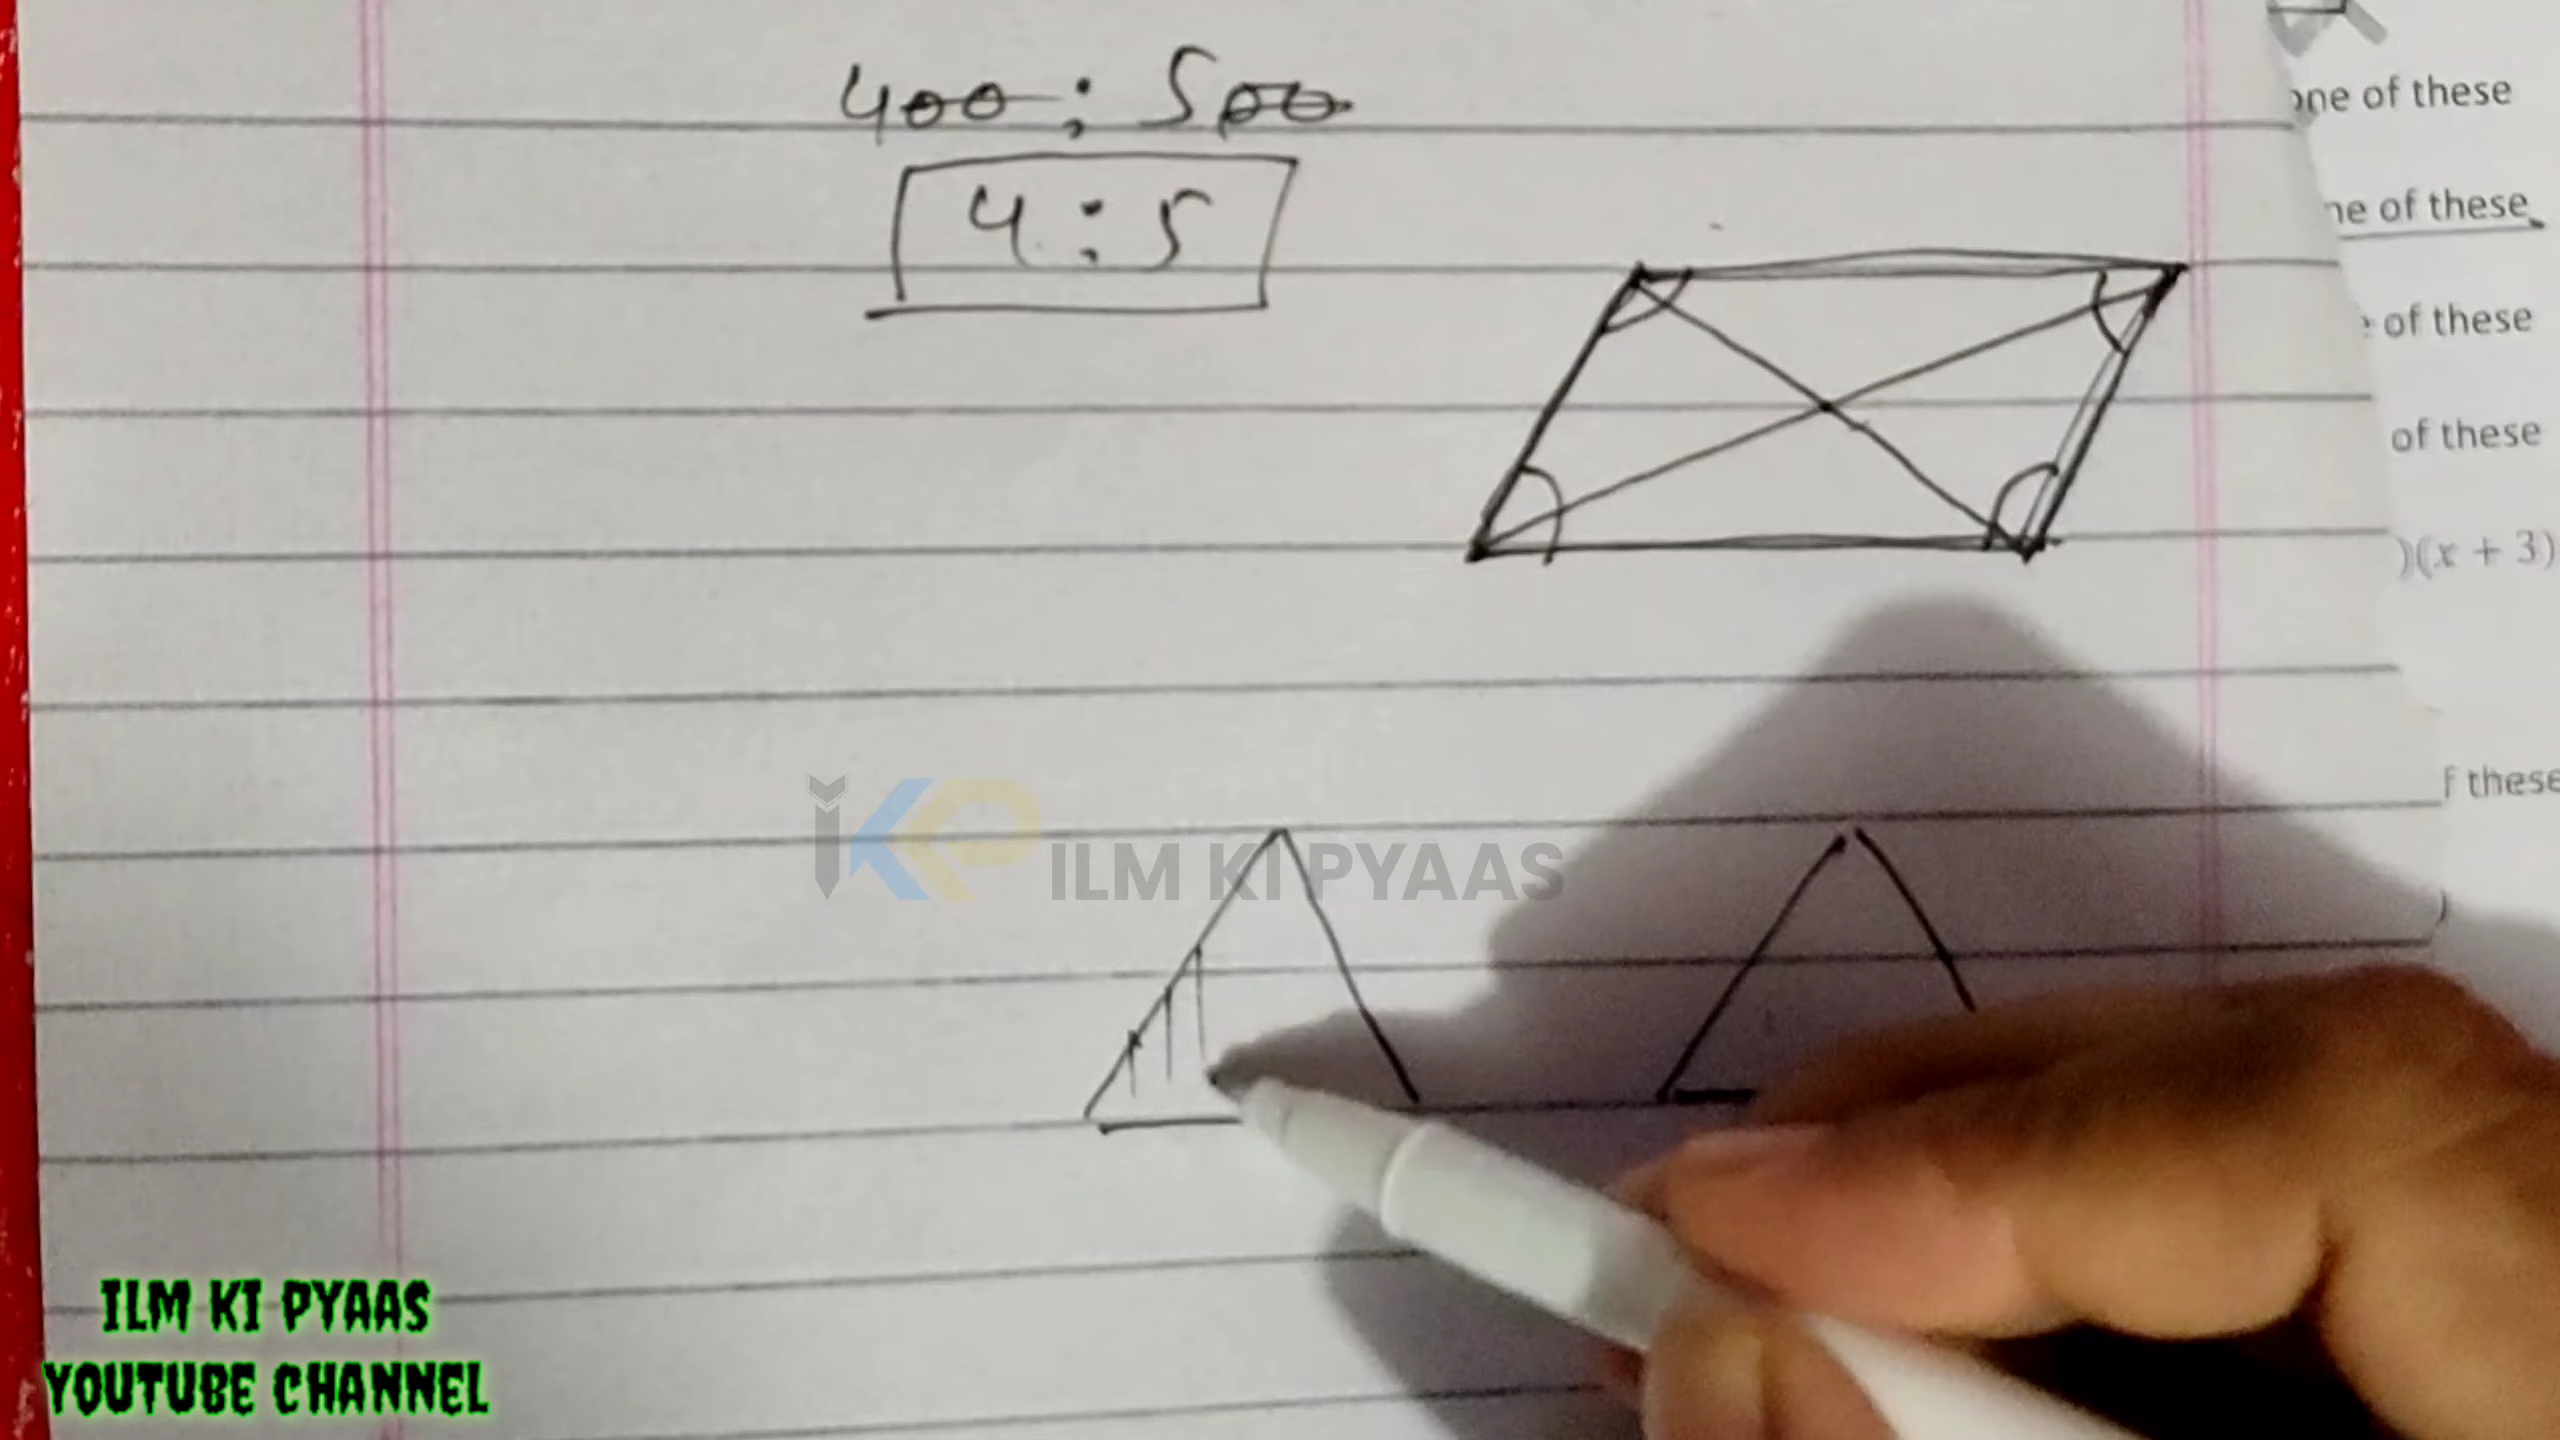 400 : 500
4 : 5
one of these
ne of these
of these
of these
)(x + 3)
f these
)
ILM KI PYAAS
ILM KI PYAAS
YOUTUBE CHANNEL